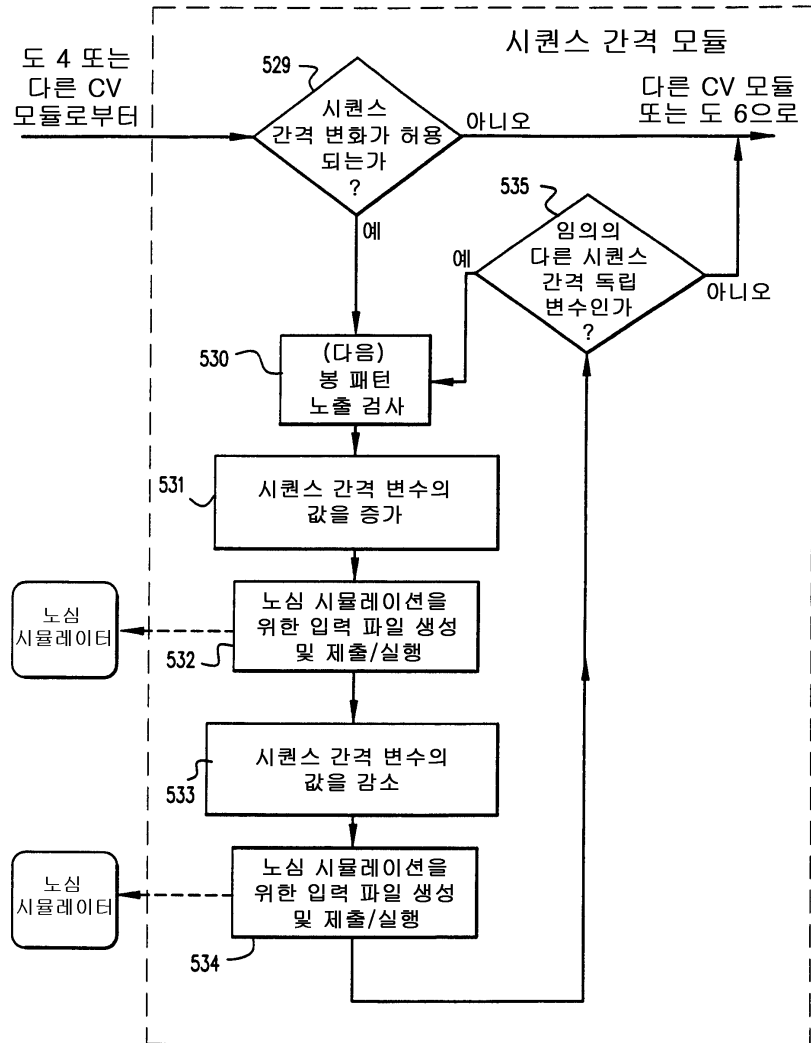 시퀀스 간격 모듈
도 4 또는
다른 CV
모듈로부터
529
시퀀스
간격 변화가 허용
되는가
?
아니오
예
다른 CV 모듈
또는 도 6으로
535
임의의
다른 시퀀스
간격 독립
변수인가
?
예
아니오
530
(다음)
봉 패턴
노출 검사
531
시퀀스 간격 변수의
값을 증가
노심
시뮬레이터
532
노심 시뮬레이션을
위한 입력 파일 생성
및 제출/실행
533
시퀀스 간격 변수의
값을 감소
노심
시뮬레이터
노심 시뮬레이션을
위한 입력 파일 생성
및 제출/실행
534